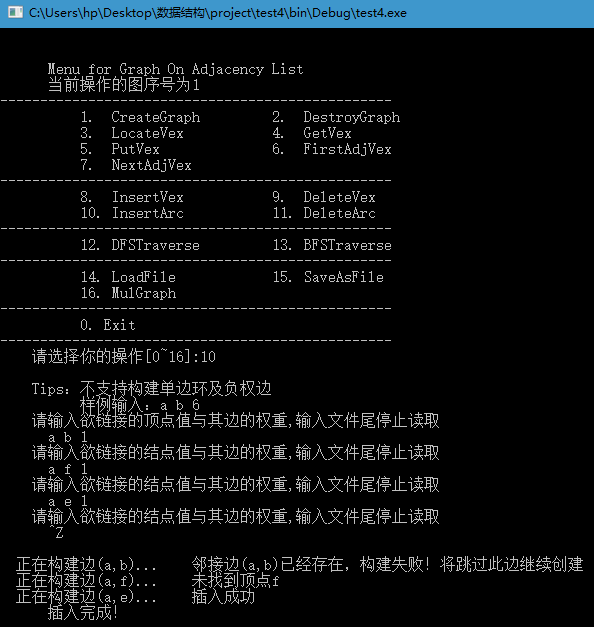 C:\Users\hp\Desktop\数据结构\project\test4\bin\Debug\test4.exe
Menu for Graph On Adjacency List
当前操作的图序号为1
-------------------------------------------------
1. CreateGraph 2. DestroyGraph
3. LocateVex 4. GetVex
5. PutVex 6. FirstAdjVex
7. NextAdjVex
-------------------------------------------------
8. InsertVex 9. DeleteVex
10. InsertArc 11. DeleteArc
-------------------------------------------------
12. DFSTraverse 13. BFSTraverse
-------------------------------------------------
14. LoadFile 15. SaveAsFile
16. MulGraph
-------------------------------------------------
0. Exit
-------------------------------------------------
请选择你的操作[0~16]:10
Tips: 不支持构建单边环及负权边
样例输入: a b 6
请输入欲链接的顶点值与其边的权重,输入文件尾停止读取
a b 1
请输入欲链接的结点值与其边的权重,输入文件尾停止读取
a f 1
请输入欲链接的结点值与其边的权重,输入文件尾停止读取
a e 1
请输入欲链接的结点值与其边的权重,输入文件尾停止读取
^Z
正在构建边(a,b)... 邻接边(a,b)已经存在，构建失败! 将跳过此边继续创建
正在构建边(a,f)... 未找到顶点f
正在构建边(a,e)... 插入成功
插入完成!